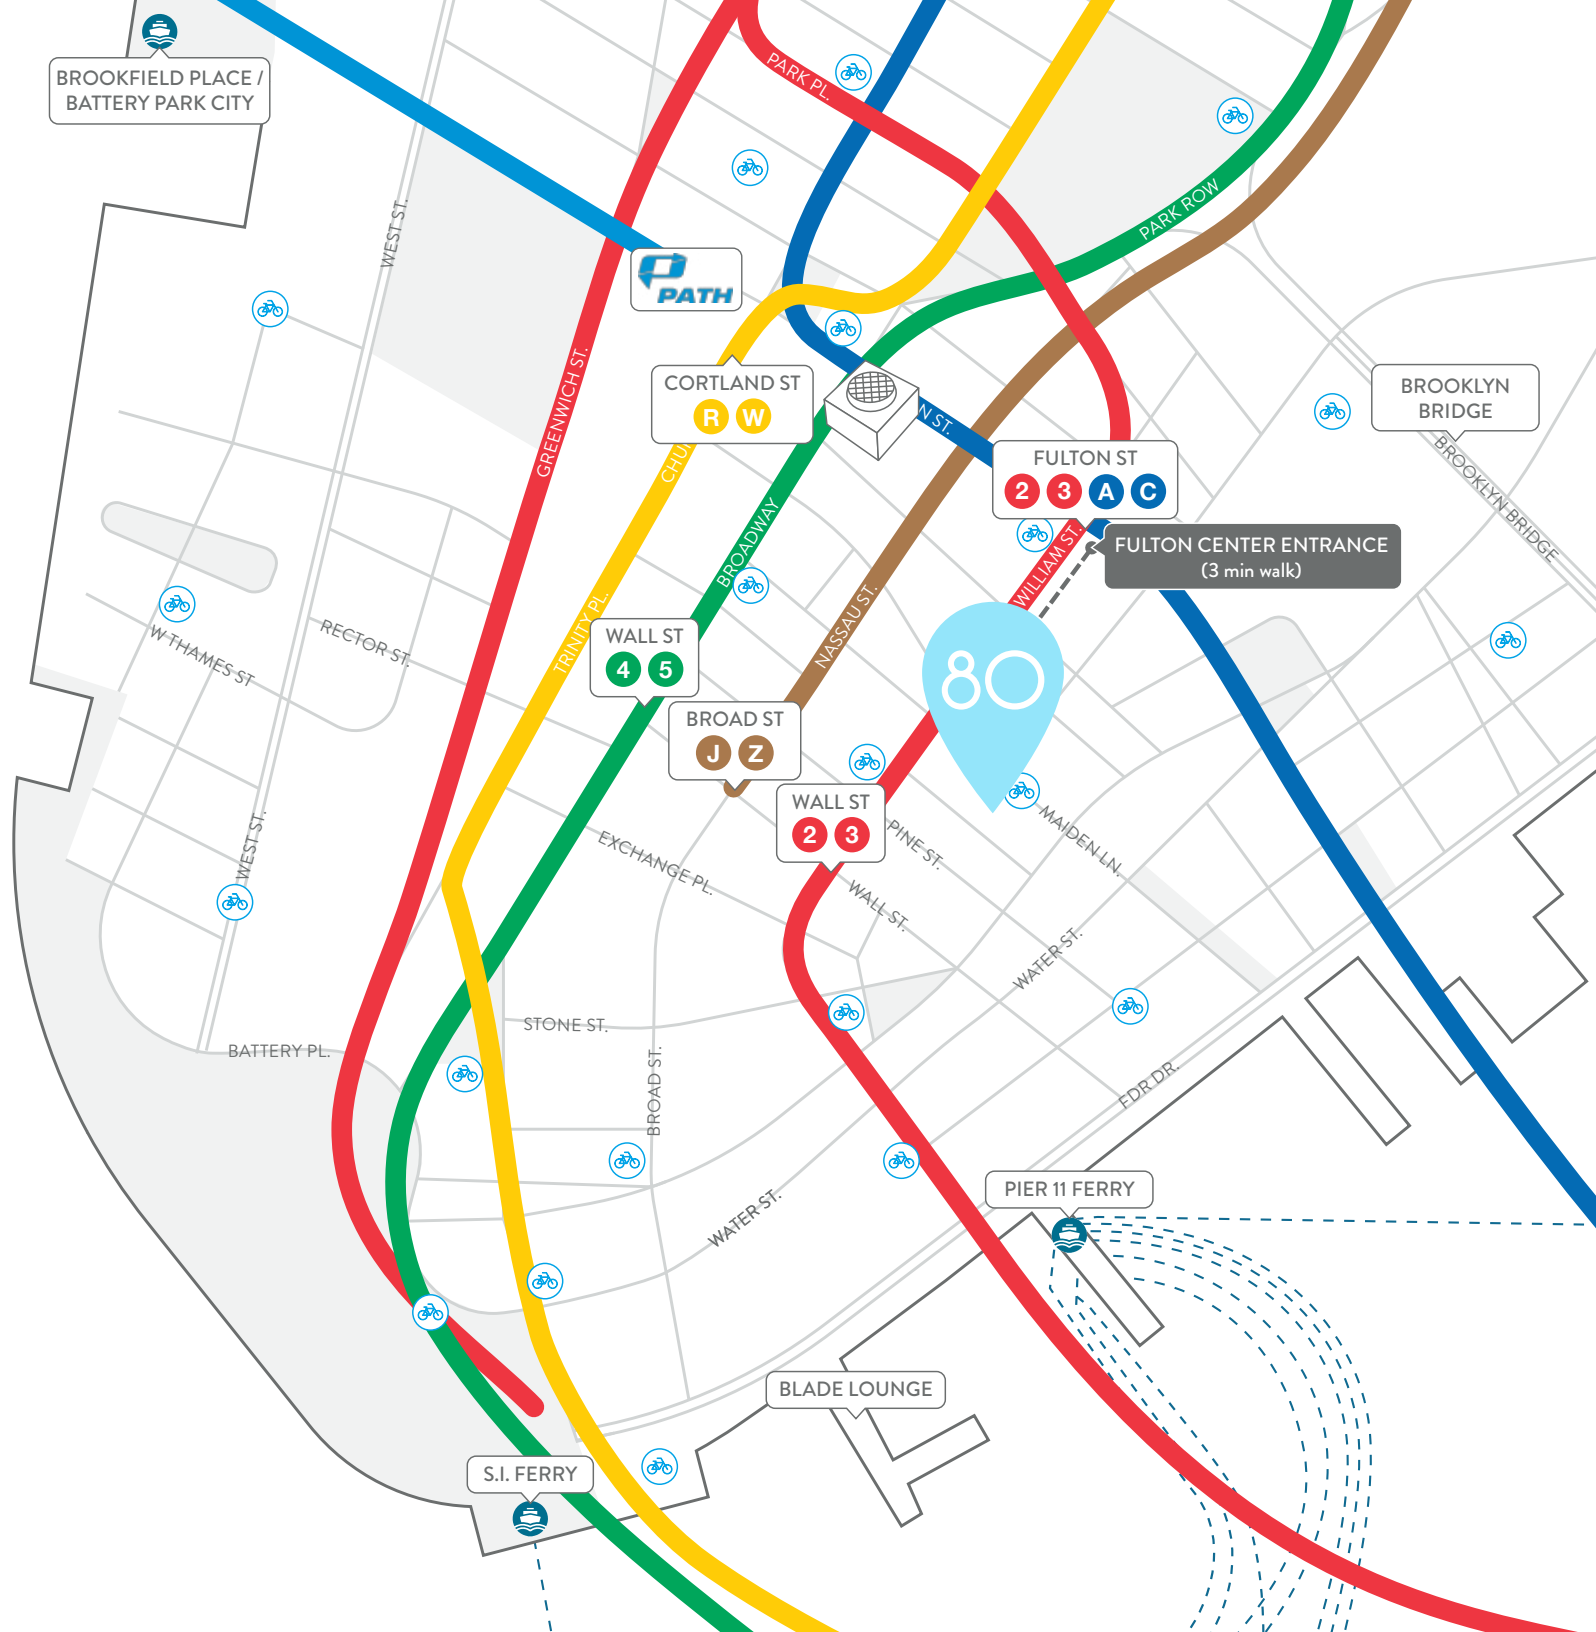 BROOKFIELD PLACE /
BATTERY PARK CITY
PARK PL.
PARK ROW
WEST ST.
PATH
GREENWICH ST.
CORTLAND ST
R W
N ST.
BROOKLYN
BRIDGE
BROOKLYN BRIDGE
CHU
FULTON ST
2 3 A C
BROADWAY
WILLIAM ST.
FULTON CENTER ENTRANCE
(3 min walk)
W THAMES ST
RECTOR ST.
TRINITY PL.
NASSAU ST.
WALL ST
4 5
80
BROAD ST
J Z
WALL ST
2 3
WEST ST.
EXCHANGE PL.
PINE ST.
MAIDEN LN.
WALL ST.
WATER ST.
STONE ST.
BATTERY PL.
BROAD ST.
FDR DR.
PIER 11 FERRY
WATER ST.
BLADE LOUNGE
S.I. FERRY